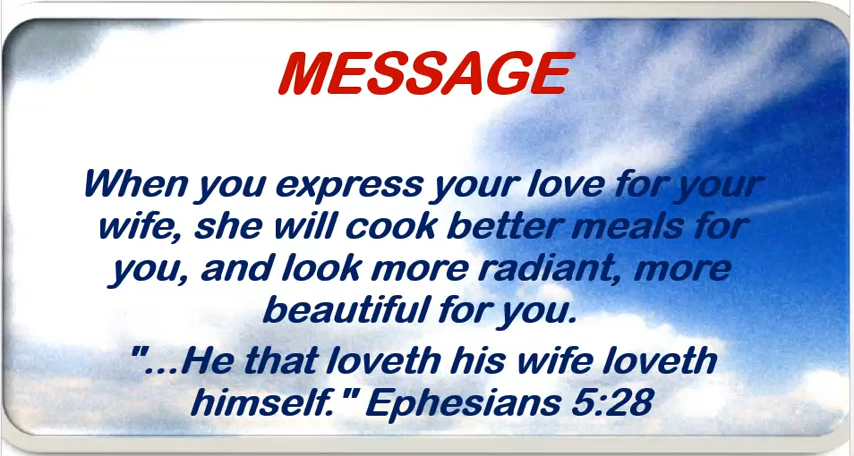 MESSAGE
When you express your love for your
wife, she will cook better meals for
you, and look more radiant, more
beautiful for you.
"...He that loveth his wife loveth
himself." Ephesians 5:28